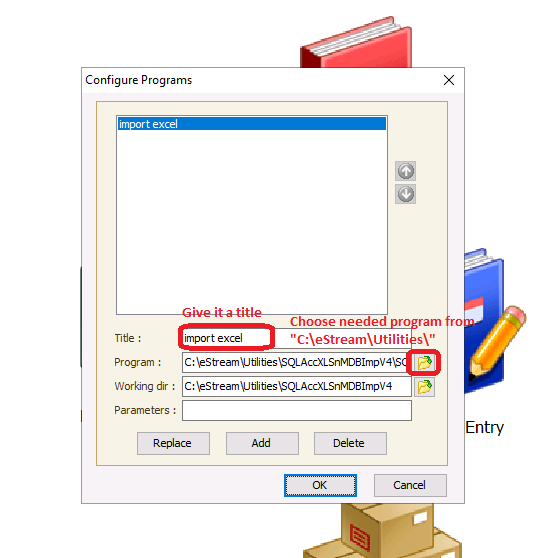 Configure Programs
import excel
Give it a title
Choose needed program from
"C:\eStream\Utilities\"
Title :
import excel
Program :
C:\eStream\Utilities\SQLAccXLSnMDBImpV4\SQ
Working dir :
C:\eStream\Utilities\SQLAccXLSnMDBImpV4
Parameters :
Entry
Replace
Add
Delete
OK
Cancel